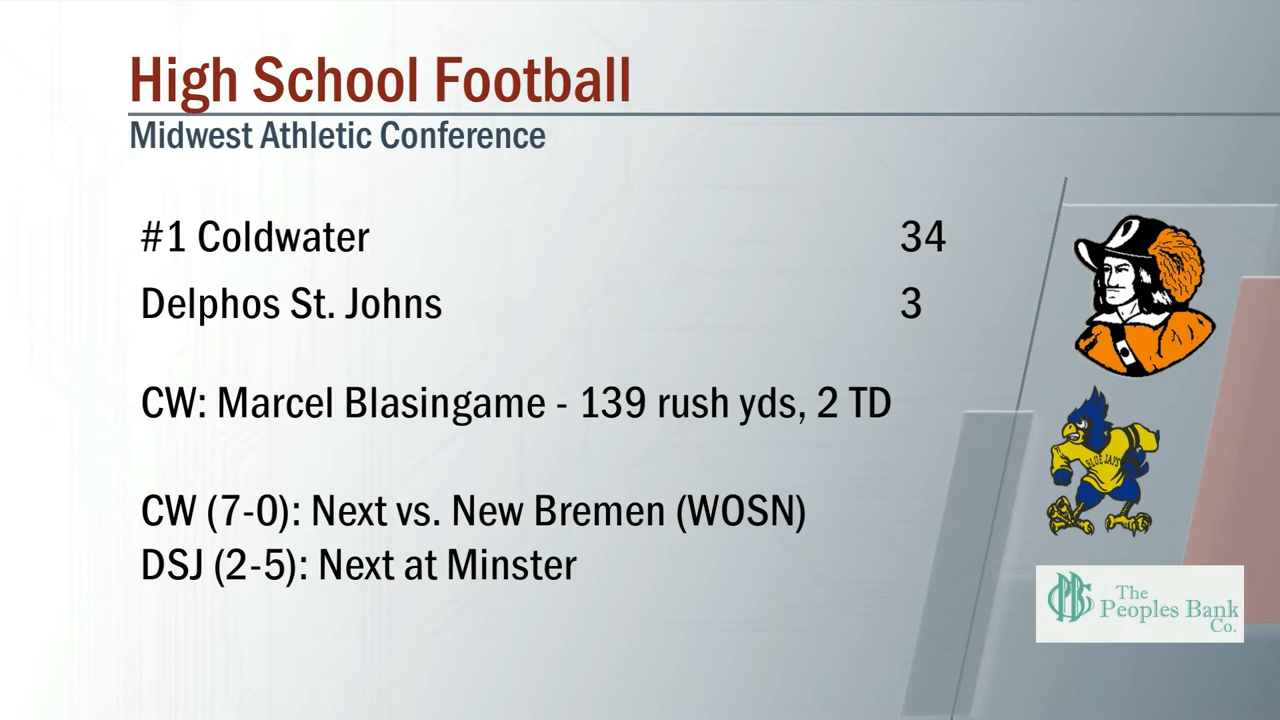 High School Football
Midwest Athletic Conference
#1 Coldwater 34
Delphos St. Johns 3
CW: Marcel Blasingame - 139 rush yds, 2 TD
CW (7-0): Next vs. New Bremen (WOSN)
DSJ (2-5): Next at Minster
BLUE JAYS
The
Peoples Bank
Co.